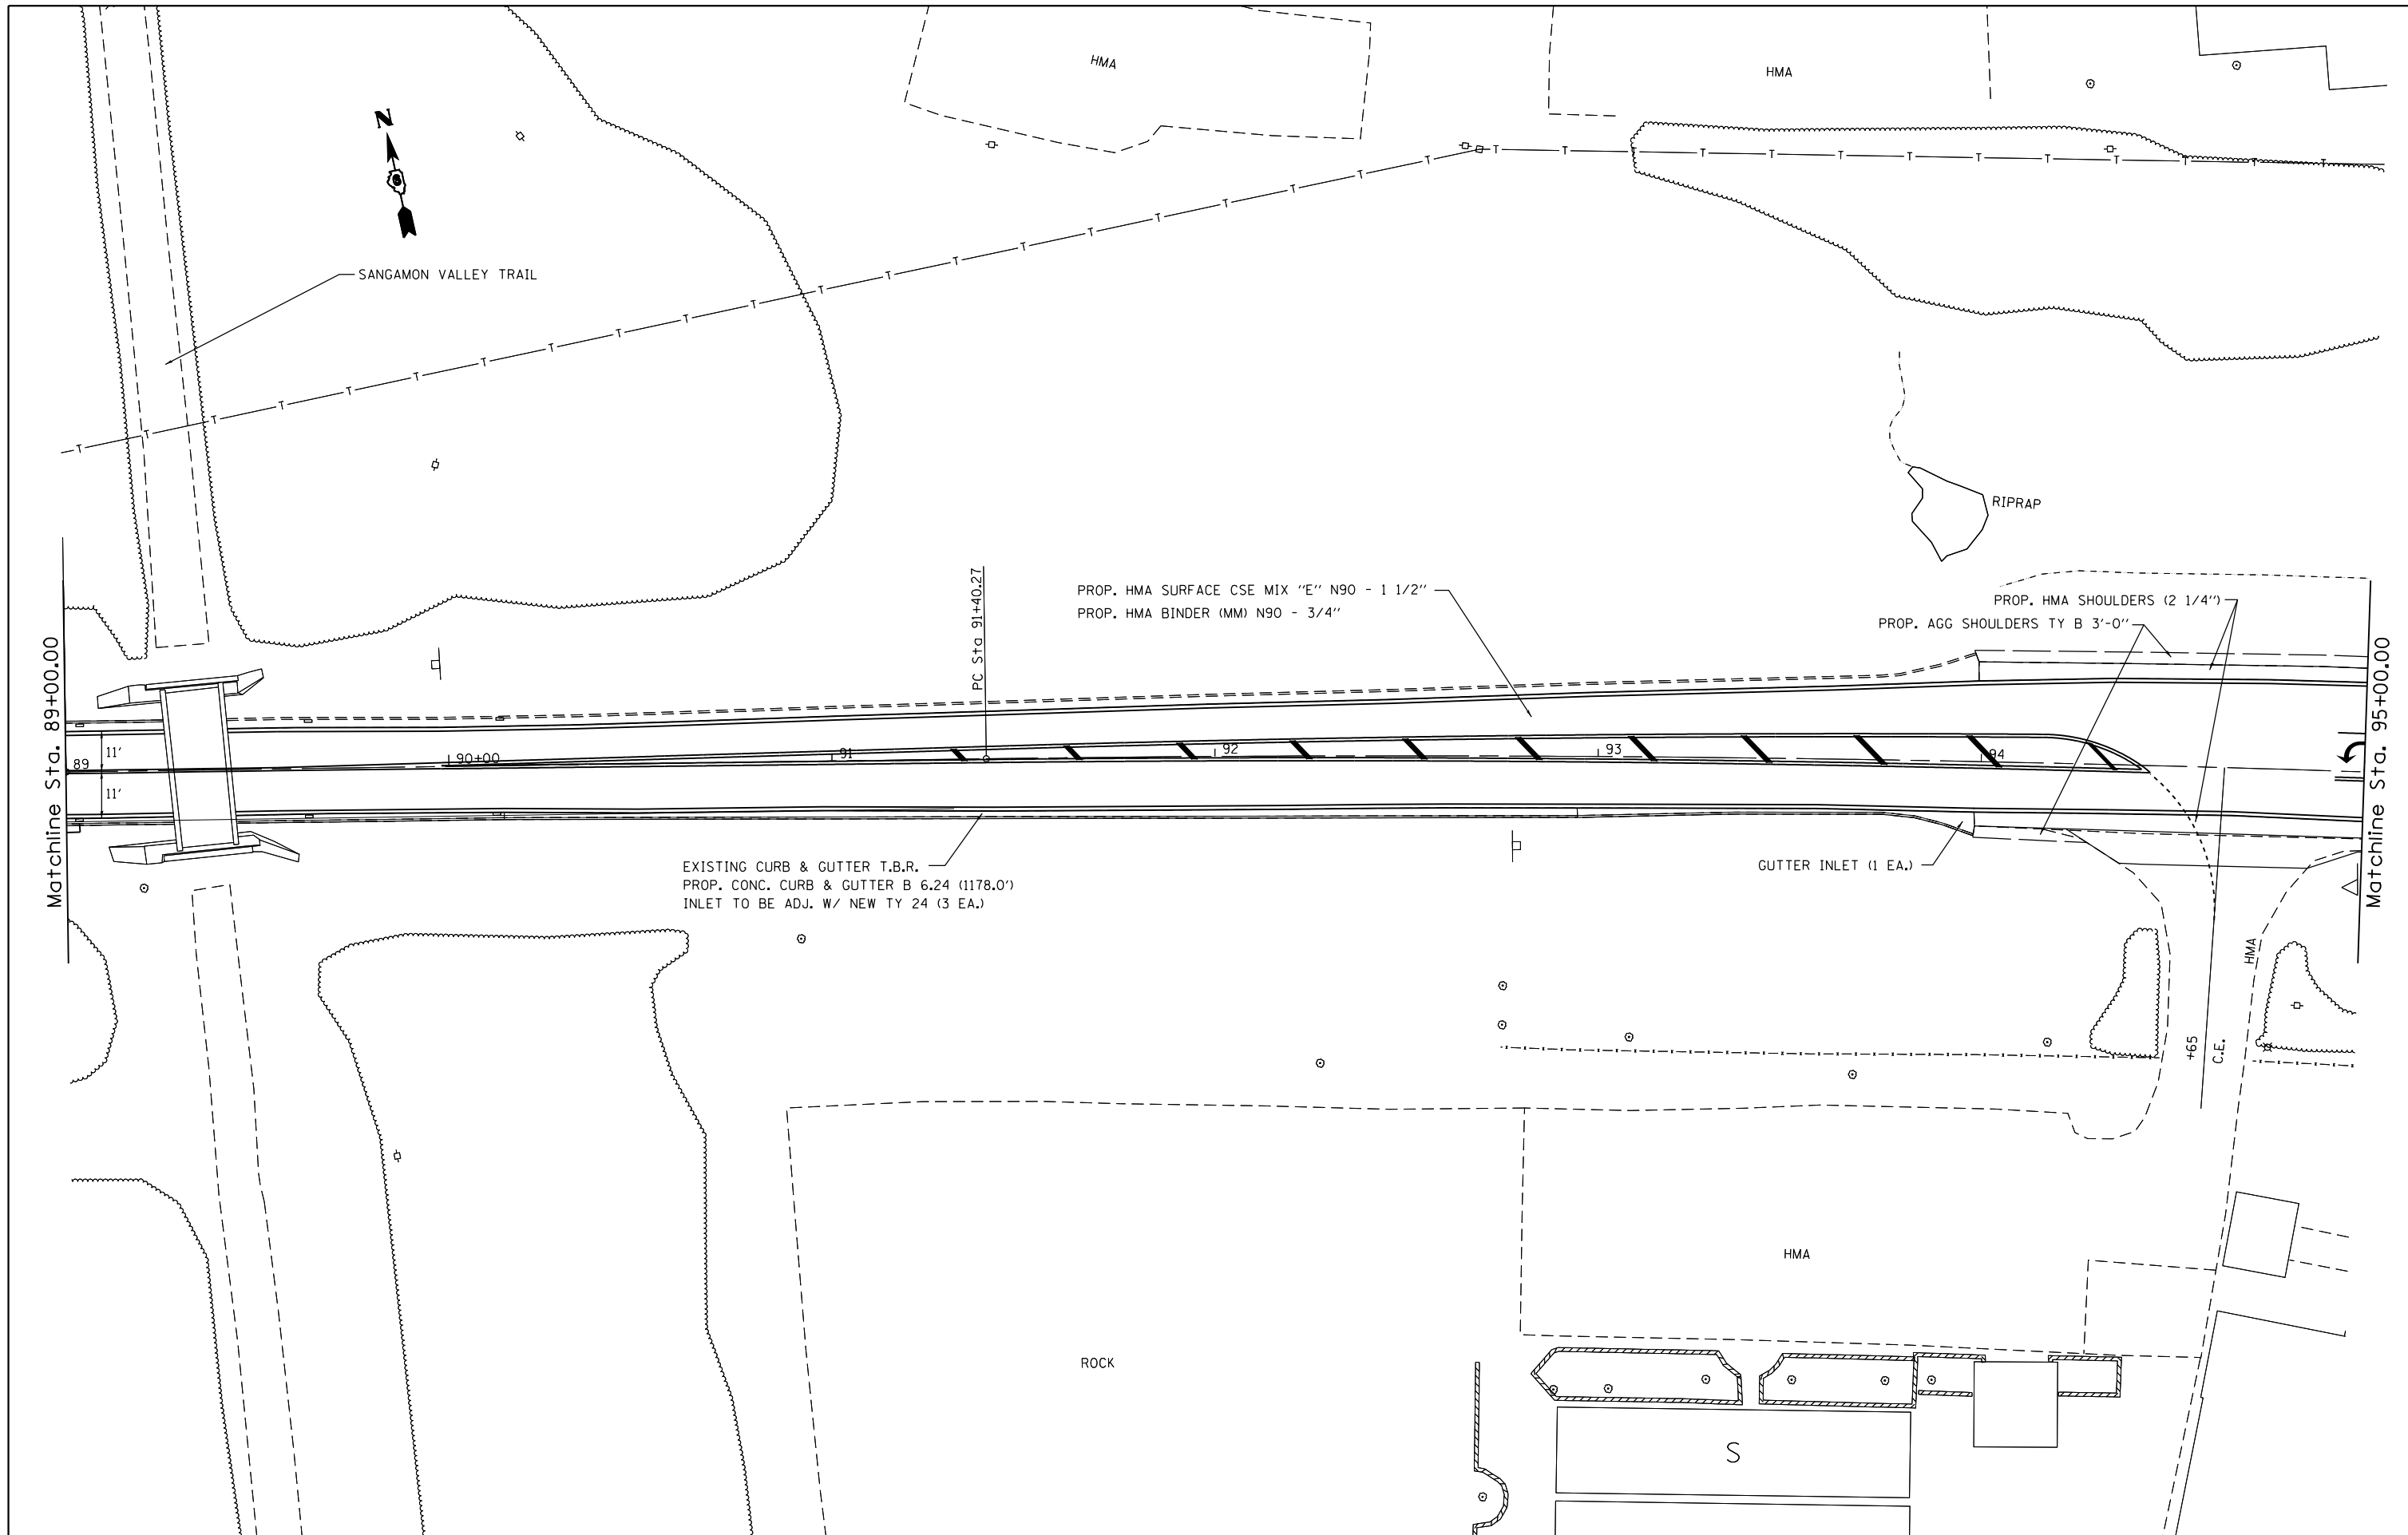 HMA
HMA
N
6
SANGAMON VALLEY TRAIL
T T T T T T T T T T T T T T T T T T T T T T T T T T T T T T T T T T
RIPRAP
PC Sta 91+40.27
PROP. HMA SURFACE CSE MIX "E" N90 - 1 1/2"
PROP. HMA BINDER (MM) N90 - 3/4"
PROP. HMA SHOULDERS (2 1/4")
PROP. AGG SHOULDERS TY B 3'-0"
Matchline Sta. 89+00.00
Matchline Sta. 95+00.00
11'
89
90+00
91
92
93
94
11'
EXISTING CURB & GUTTER T.B.R.
PROP. CONC. CURB & GUTTER B 6.24 (1178.0')
INLET TO BE ADJ. W/ NEW TY 24 (3 EA.)
GUTTER INLET (1 EA.)
HMA
+65
C.E.
HMA
ROCK
S